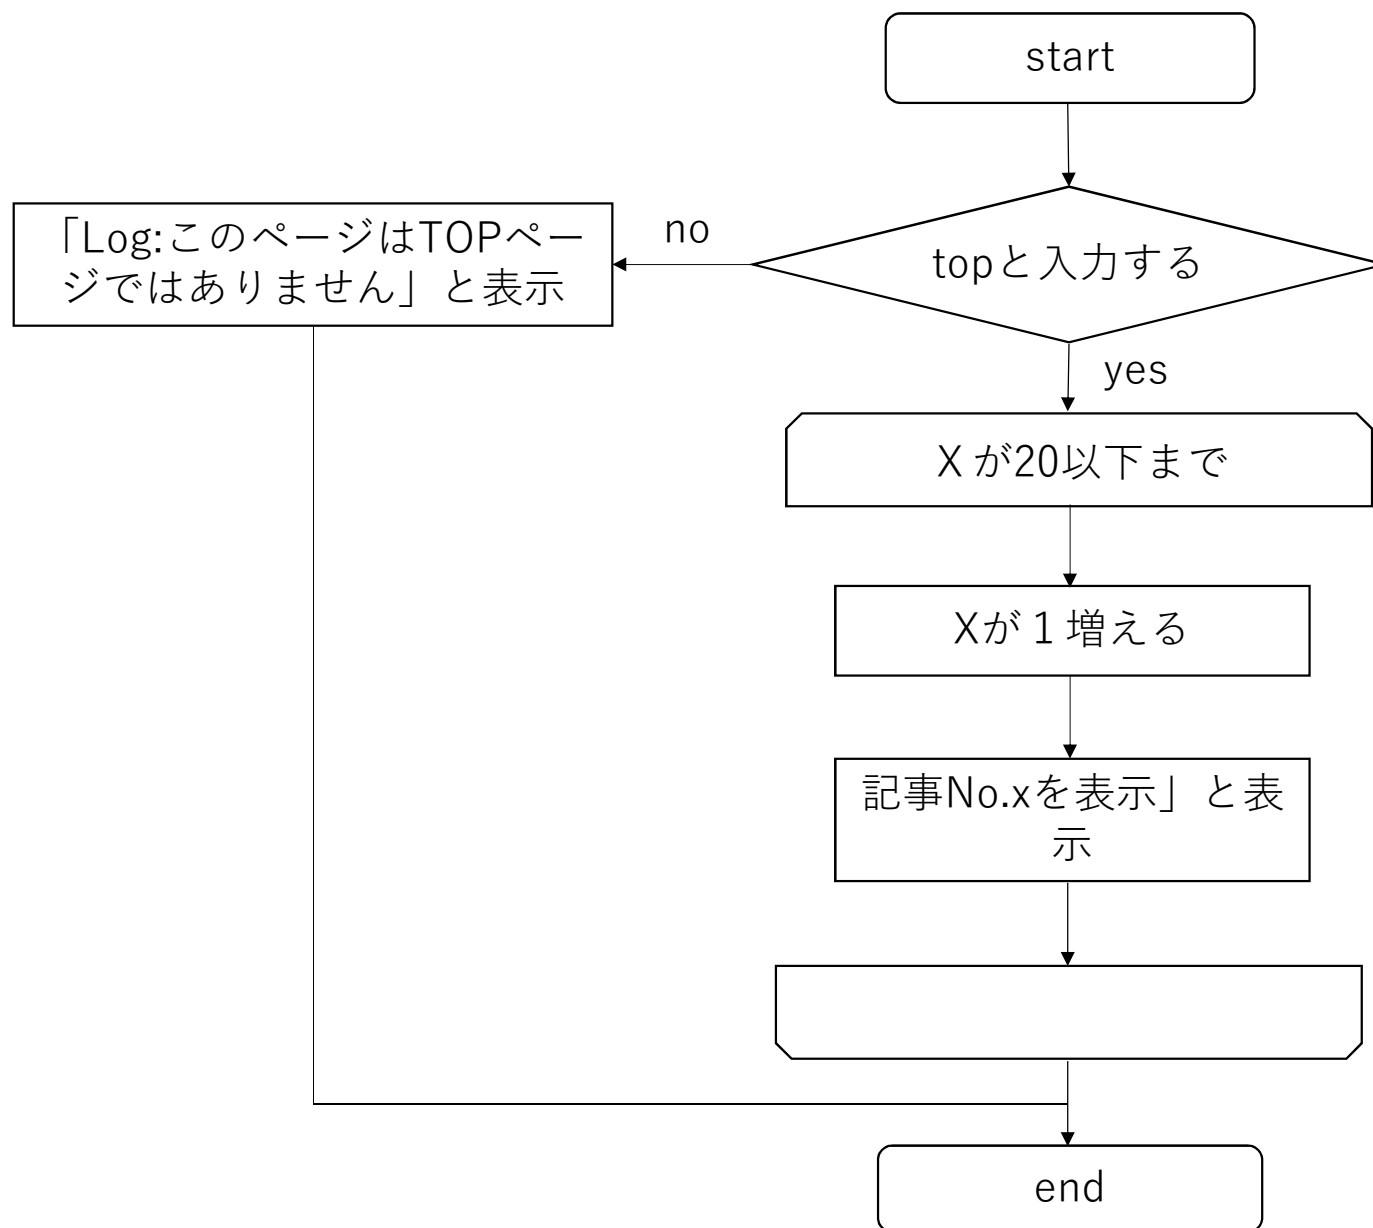 start
「Log:このページはTOPペー
ジではありません」と表示
no
topと入力する
yes
Ｘが20以下まで
Xが１増える
記事No.xを表示」と表
示
end